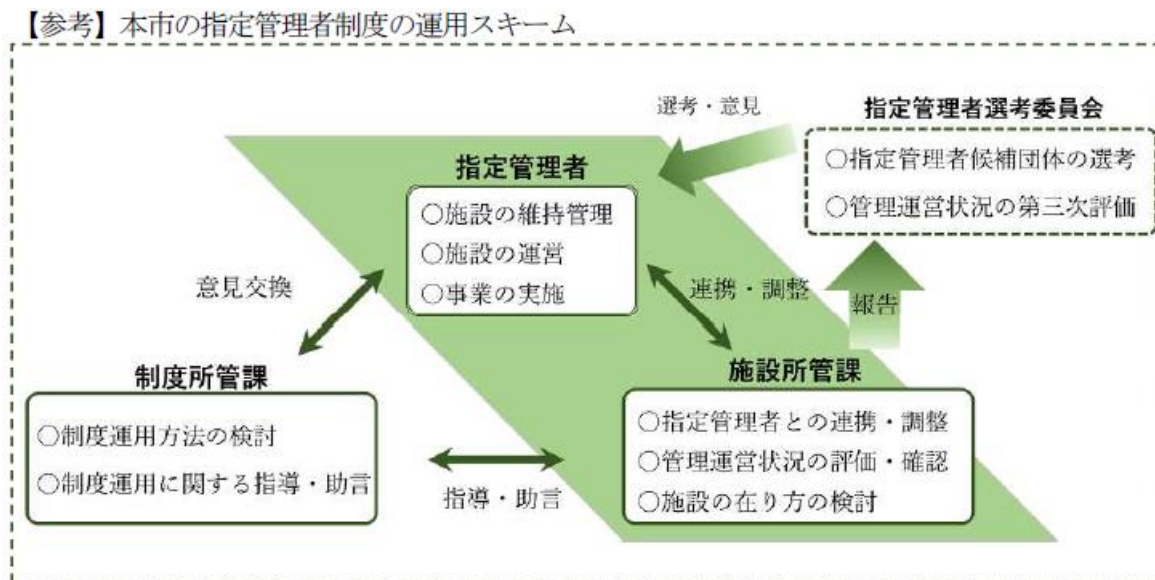 【参考】本市の指定管理者制度の運用スキーム
選考・意見
指定管理者選考委員会
○指定管理者候補団体の選考
○管理運営状況の第三次評価
指定管理者
○施設の維持管理
○施設の運営
○事業の実施
意見交換
連携・調整
報告
制度所管課
○制度運用方法の検討
○制度運用に関する指導・助言
指導・助言
施設所管課
○指定管理者との連携・調整
○管理運営状況の評価・確認
○施設の在り方の検討